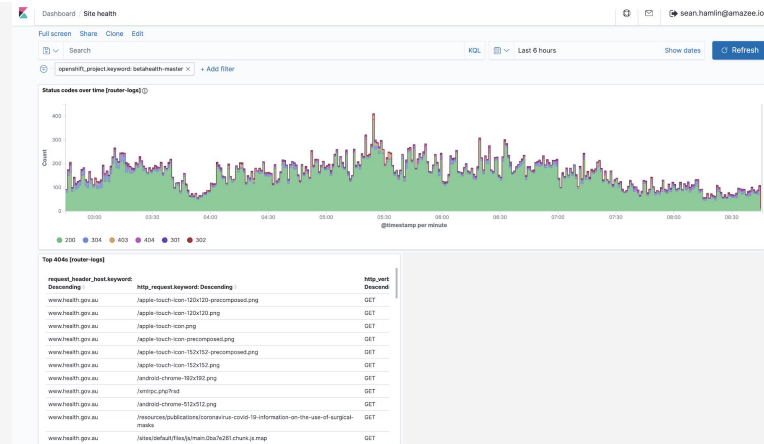 Dashboard / Site health
sean.hamlin@amazee.io
Full screen Share Clone Edit
Search KQL Last 6 hours Show dates Refresh
openshift_project.keyword: betahealth-master × + Add filter
Status codes over time [router-logs]
400
300
200
100
0
Count
03:00 03:30 04:00 04:30 05:00 05:30 06:00 06:30 07:00 07:30 08:00 08:30
@timestamp per minute
200 304 403 404 301 302
Top 404s [router-logs]
request_header_host.keyword: http_vert
Descending http_request.keyword: Descending Descendi
www.health.gov.au /apple-touch-icon-120x120-precomposed.png GET
www.health.gov.au /apple-touch-icon-120x120.png GET
www.health.gov.au /apple-touch-icon.png GET
www.health.gov.au /apple-touch-icon-precomposed.png GET
www.health.gov.au /apple-touch-icon-152x152-precomposed.png GET
www.health.gov.au /apple-touch-icon-152x152.png GET
www.health.gov.au /android-chrome-192x192.png GET
www.health.gov.au /xmlrpc.php?rsd GET
www.health.gov.au /android-chrome-512x512.png GET
www.health.gov.au /resources/publications/coronavirus-covid-19-information-on-the-use-of-surgical- GET
masks
www.health.gov.au /sites/default/files/js/main.0ba7e261.chunk.js.map GET